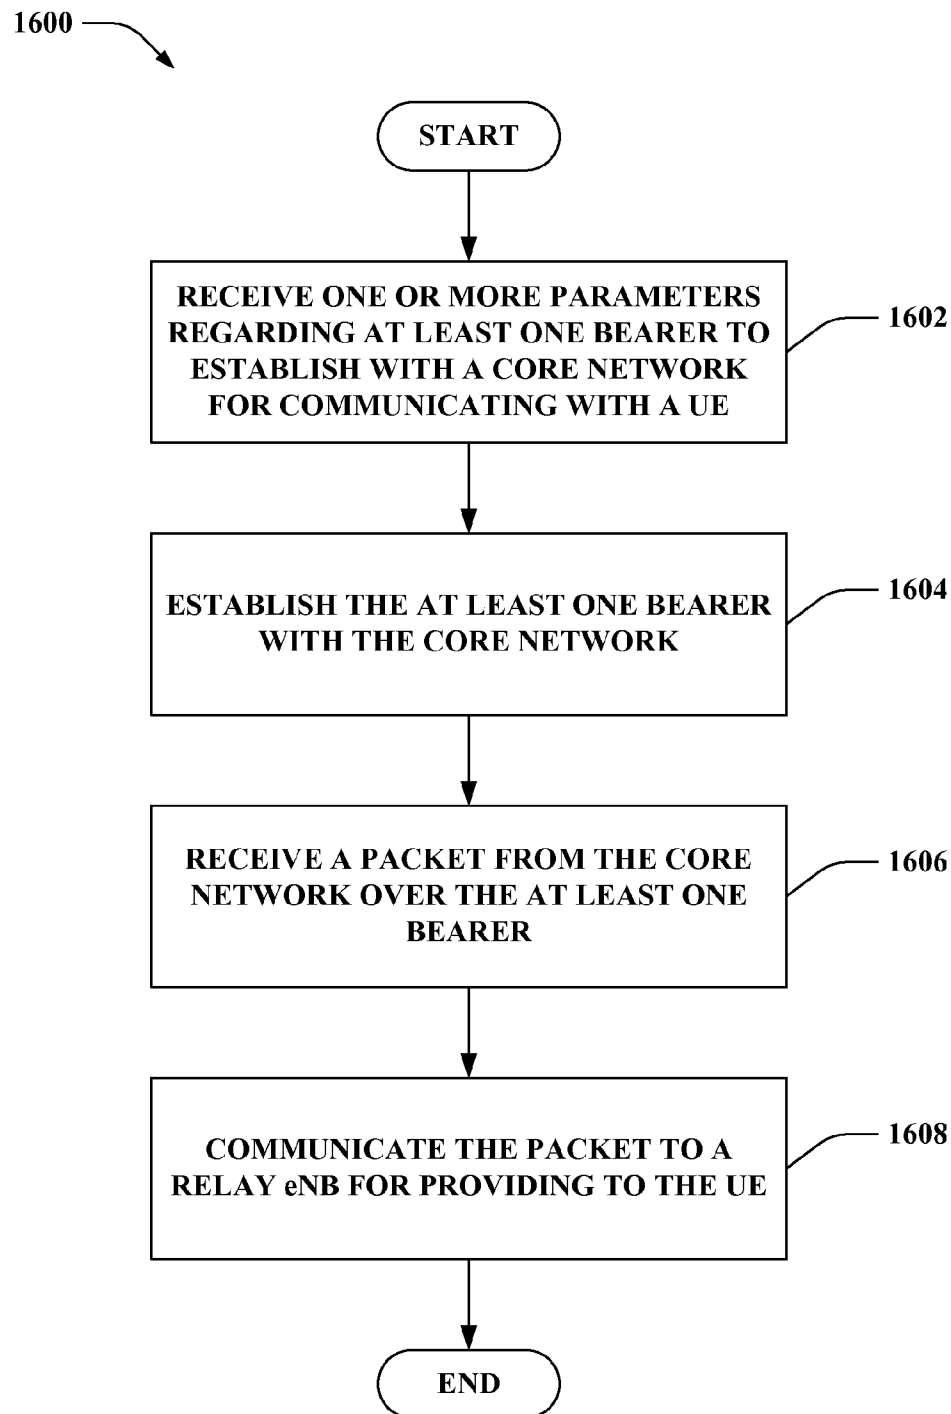 1600
START
RECEIVE ONE OR MORE PARAMETERS
REGARDING AT LEAST ONE BEARER TO
ESTABLISH WITH A CORE NETWORK
FOR COMMUNICATING WITH A UE
1602
ESTABLISH THE AT LEAST ONE BEARER
WITH THE CORE NETWORK
1604
RECEIVE A PACKET FROM THE CORE
NETWORK OVER THE AT LEAST ONE
BEARER
1606
COMMUNICATE THE PACKET TO A
RELAY eNB FOR PROVIDING TO THE UE
1608
END